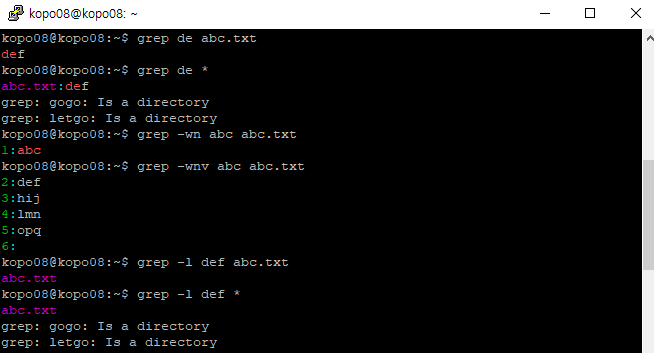 kopo08@kopo08: ~
kopo08@kopo08:~$ grep de abc.txt
def
kopo08@kopo08:~$ grep de *
abc.txt:def
grep: gogo: Is a directory
grep: letgo: Is a directory
kopo08@kopo08:~$ grep -wn abc abc.txt
1:abc
kopo08@kopo08:~$ grep -wnv abc abc.txt
2:def
3:hij
4:lmn
5:opq
6:
kopo08@kopo08:~$ grep -l def abc.txt
abc.txt
kopo08@kopo08:~$ grep -l def *
abc.txt
grep: gogo: Is a directory
grep: letgo: Is a directory